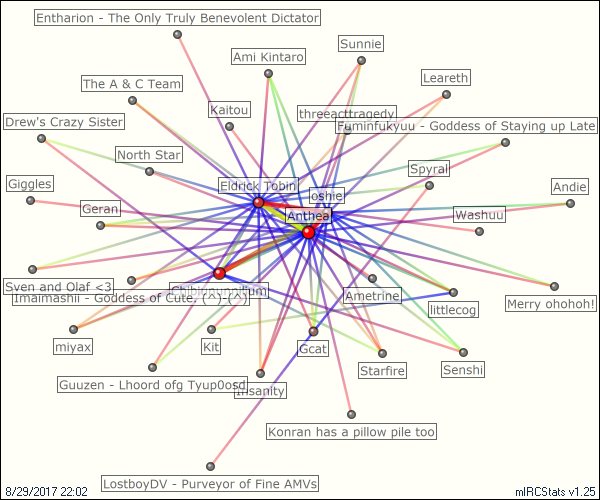 Entharion - The Only Truly Benevolent Dictator
Sunnie
Ami Kintaro
Leareth
The A & C Team
Kaitou
threeacttragedy
Drew's Crazy Sister
Fuminfukyuu - Goddess of Staying up Late
North Star
Spyral
Giggles
Eldrick Tobin
Andie
oshie
Geran
Anthea
Washuu
Sven and Olaf <3
Imaimashii - Goddess of Cute, (^)-(^)
Ametrine
Merry ohohoh!
littlecog
miyax
Kit
Gcat
Starfire
Senshi
Guuzen - Lhoord ofg Tyup0osd
Insanity
Konran has a pillow pile too
LostboyDV - Purveyor of Fine AMVs
8/29/2017 22:02
mIRCStats v1.25